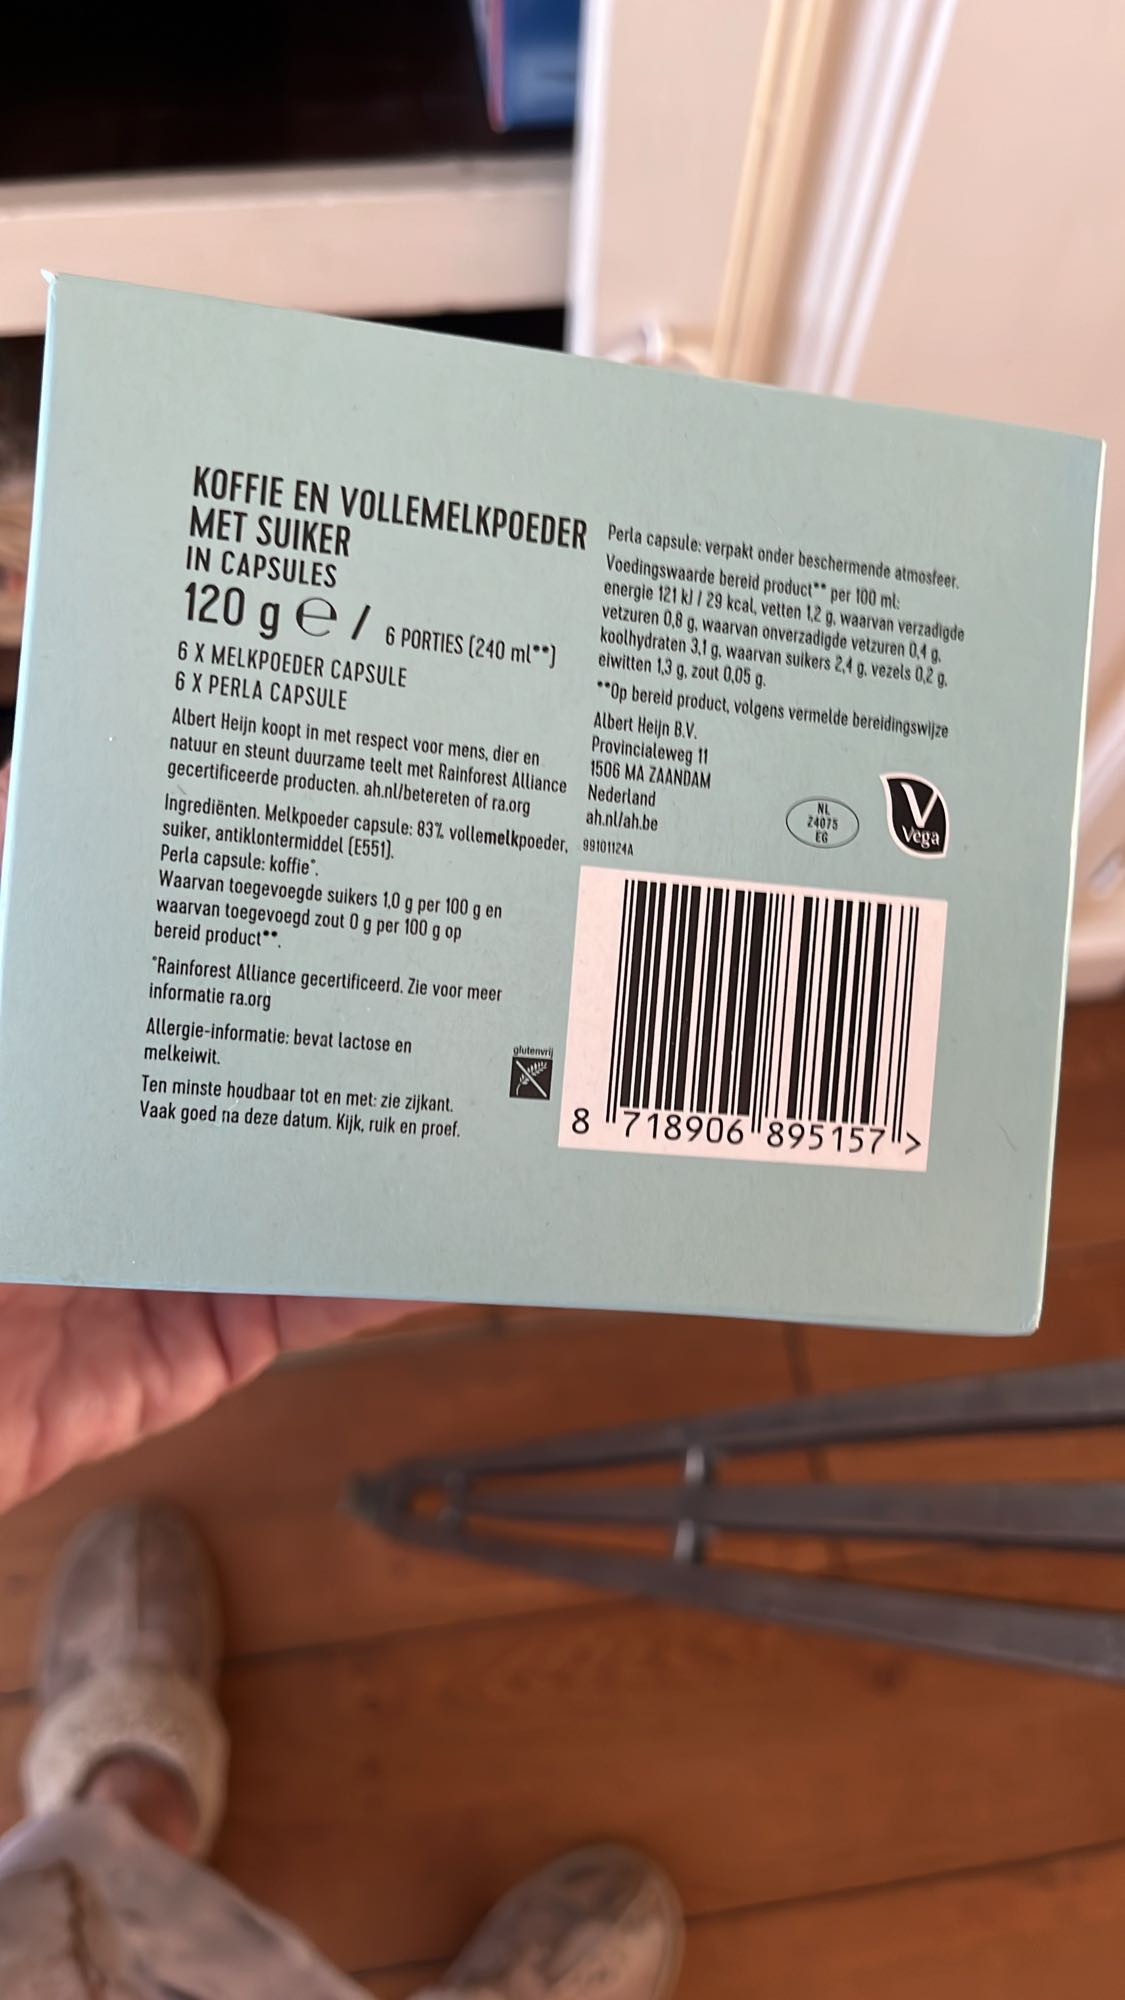 KOFFIE EN VOLLEMELKPOEDER
MET SUIKER
IN CAPSULES
120 g ℮ / 6 PORTIES (240 ml**)
6 X MELKPOEDER CAPSULE
6 X PERLA CAPSULE
Albert Heijn koopt in met respect voor mens, dier en
natuur en steunt duurzame teelt met Rainforest Alliance
gecertificeerde producten. ah.nl/betereten of ra.org
Ingrediënten. Melkpoeder capsule: 83% vollemelkpoeder,
suiker, antiklontermiddel (E551).
Perla capsule: koffie*.
Waarvan toegevoegde suikers 1,0 g per 100 g en
waarvan toegevoegd zout 0 g per 100 g op
bereid product**.
*Rainforest Alliance gecertificeerd. Zie voor meer
informatie ra.org
Allergie-informatie: bevat lactose en
melkeiwit.
Ten minste houdbaar tot en met: zie zijkant.
Vaak goed na deze datum. Kijk, ruik en proef.
glutenvrij
Perla capsule: verpakt onder beschermende atmosfeer.
Voedingswaarde bereid product** per 100 ml:
energie 121 kJ / 29 kcal, vetten 1,2 g, waarvan verzadigde
vetzuren 0,8 g, waarvan onverzadigde vetzuren 0,4 g,
koolhydraten 3,1 g, waarvan suikers 2,4 g, vezels 0,2 g,
eiwitten 1,3 g, zout 0,05 g.
**Op bereid product, volgens vermelde bereidingswijze
Albert Heijn B.V.
Provincialeweg 11
1506 MA ZAANDAM
Nederland
ah.nl/ah.be
99101124A
NL
Z4075
EG
V
Vega
8 718906 895157 >